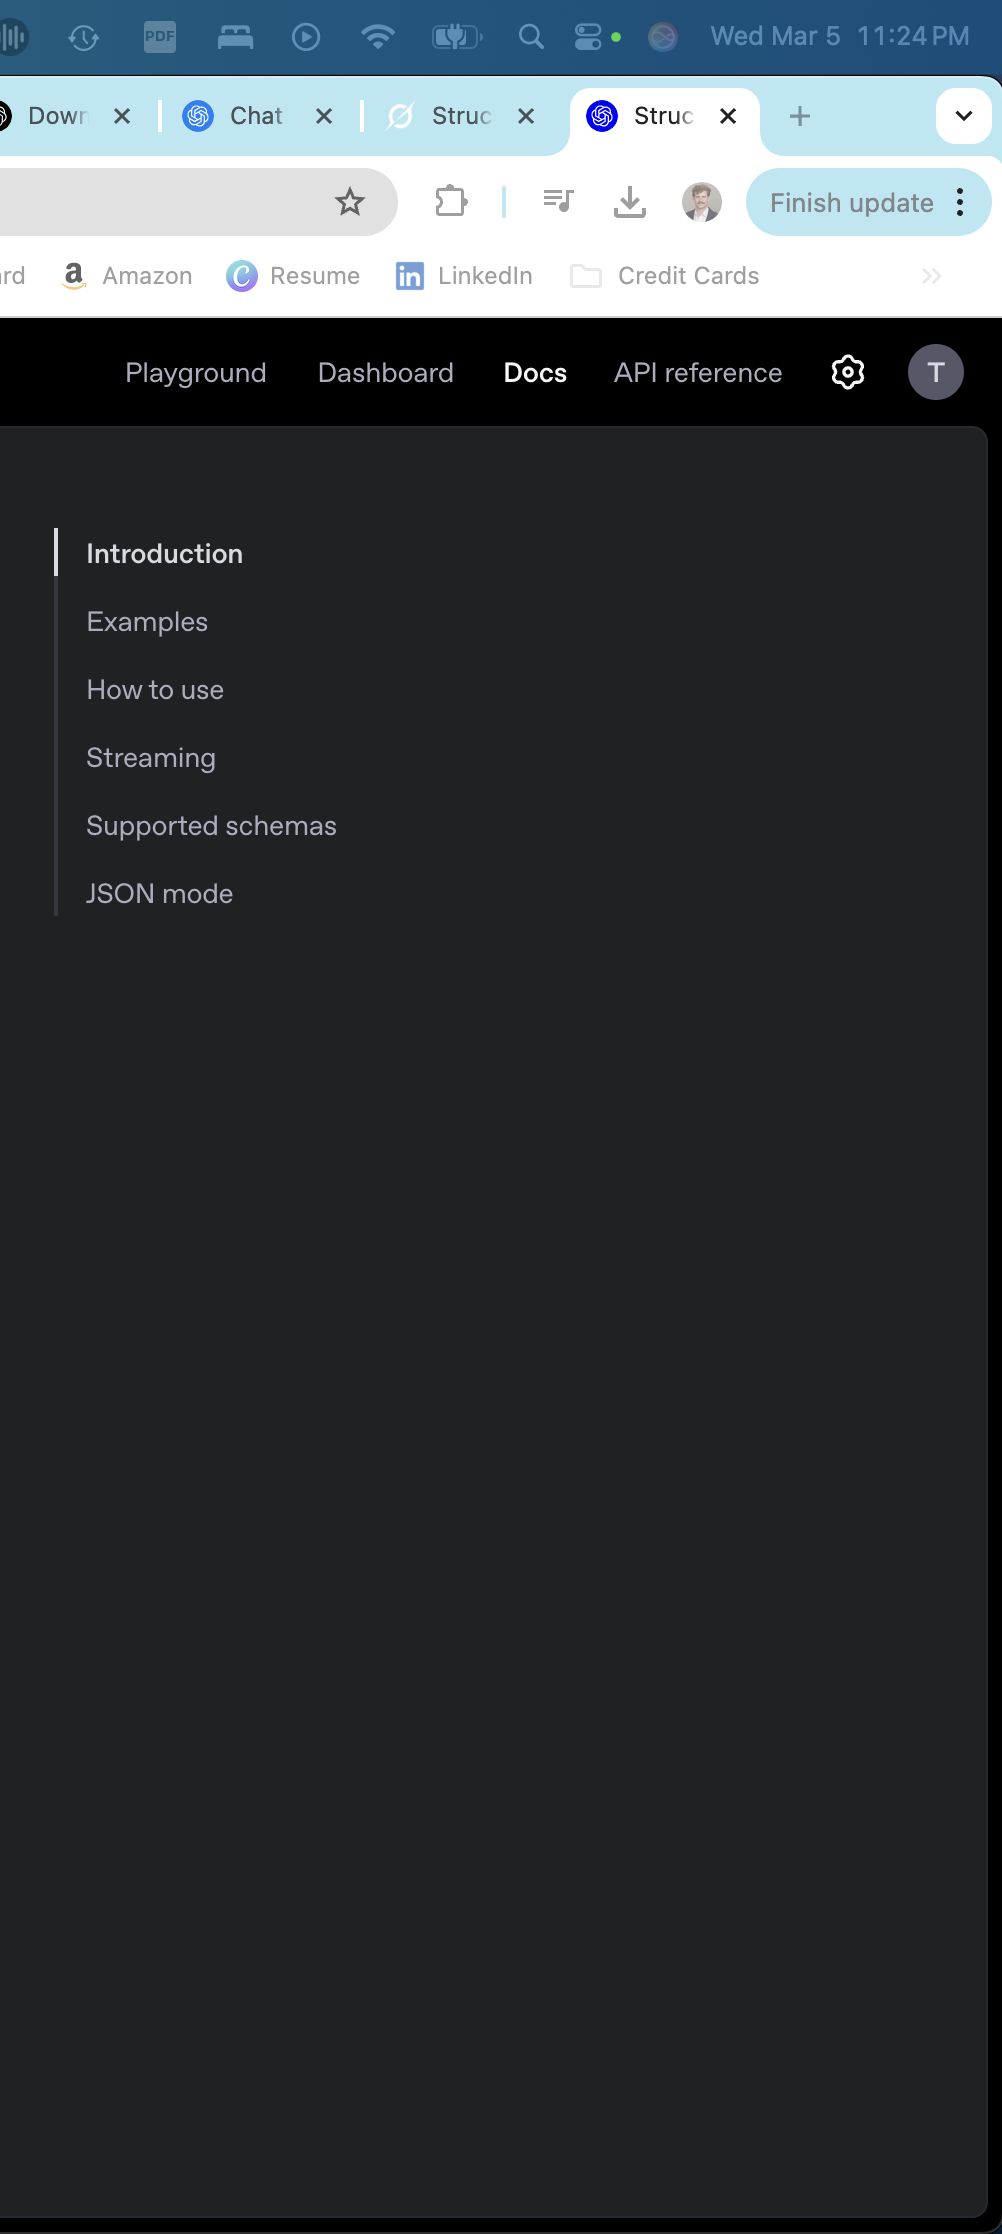 PDF Wed Mar 5 11:24 PM
Down Chat Struc Struc
Finish update
ard Amazon Resume LinkedIn Credit Cards
Playground Dashboard Docs API reference T
Introduction
Examples
How to use
Streaming
Supported schemas
JSON mode